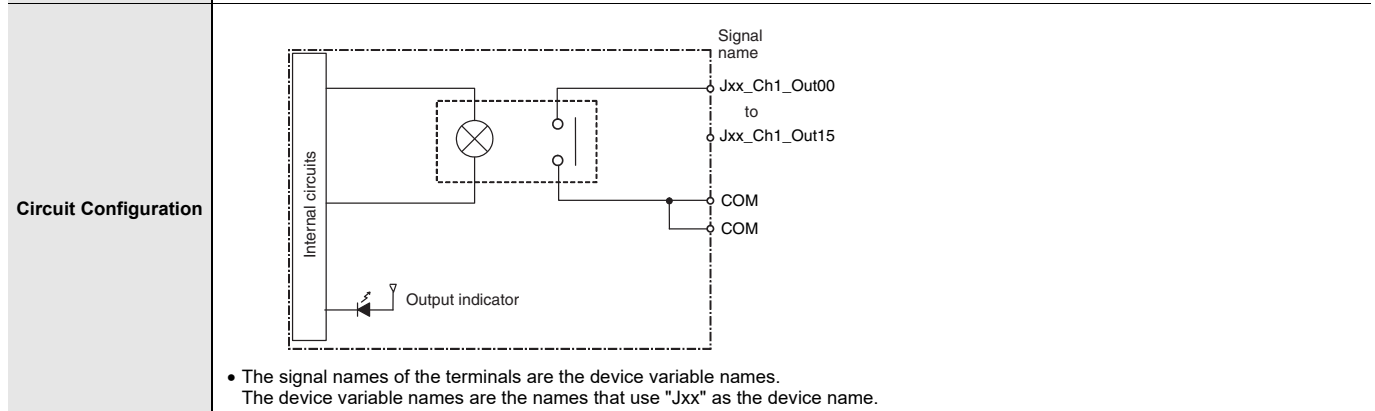 Circuit Configuration
Signal
name
Jxx_Ch1_Out00
to
Jxx_Ch1_Out15
Internal circuits
COM
COM
Output indicator
• The signal names of the terminals are the device variable names.
The device variable names are the names that use "Jxx" as the device name.